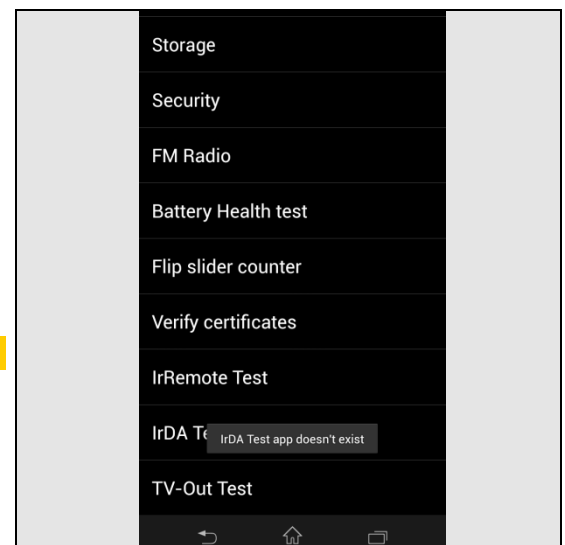 Storage
Security
FM Radio
Battery Health test
Flip slider counter
Verify certificates
IrRemote Test
IrDA Te
IrDA Test app doesn't exist
TV-Out Test